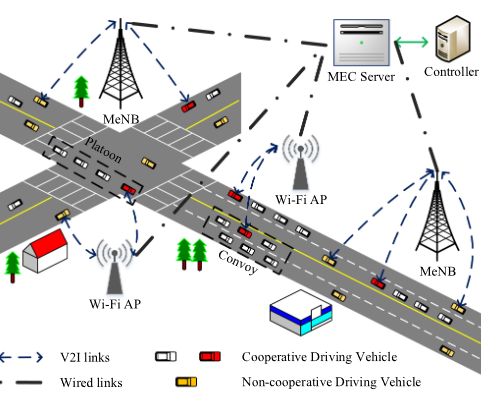 MEC Server
Controller
MeNB
Platoon
Wi-Fi AP
Convoy
MeNB
Wi-Fi AP
V2I links
Cooperative Driving Vehicle
Wired links
Non-cooperative Driving Vehicle